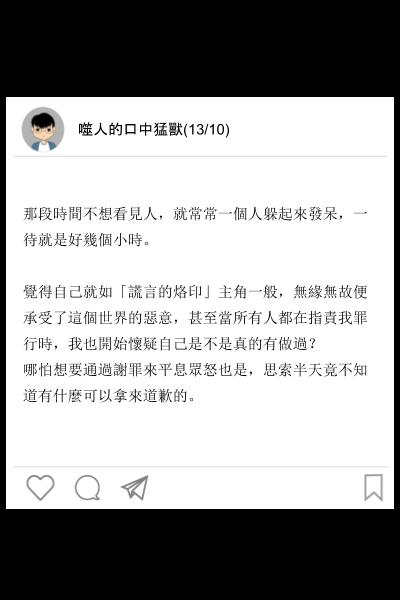 噬人的口中猛獸(13/10)
那段時間不想看見人，就常常一個人躲起來發呆，一
待就是好幾個小時。
覺得自己就如「謊言的烙印」主角一般，無緣無故便
承受了這個世界的惡意，甚至當所有人都在指責我罪
行時，我也開始懷疑自己是不是真的有做過？
哪怕想要通過謝罪來平息眾怒也是，思索半天竟不知
道有什麼可以拿來道歉的。